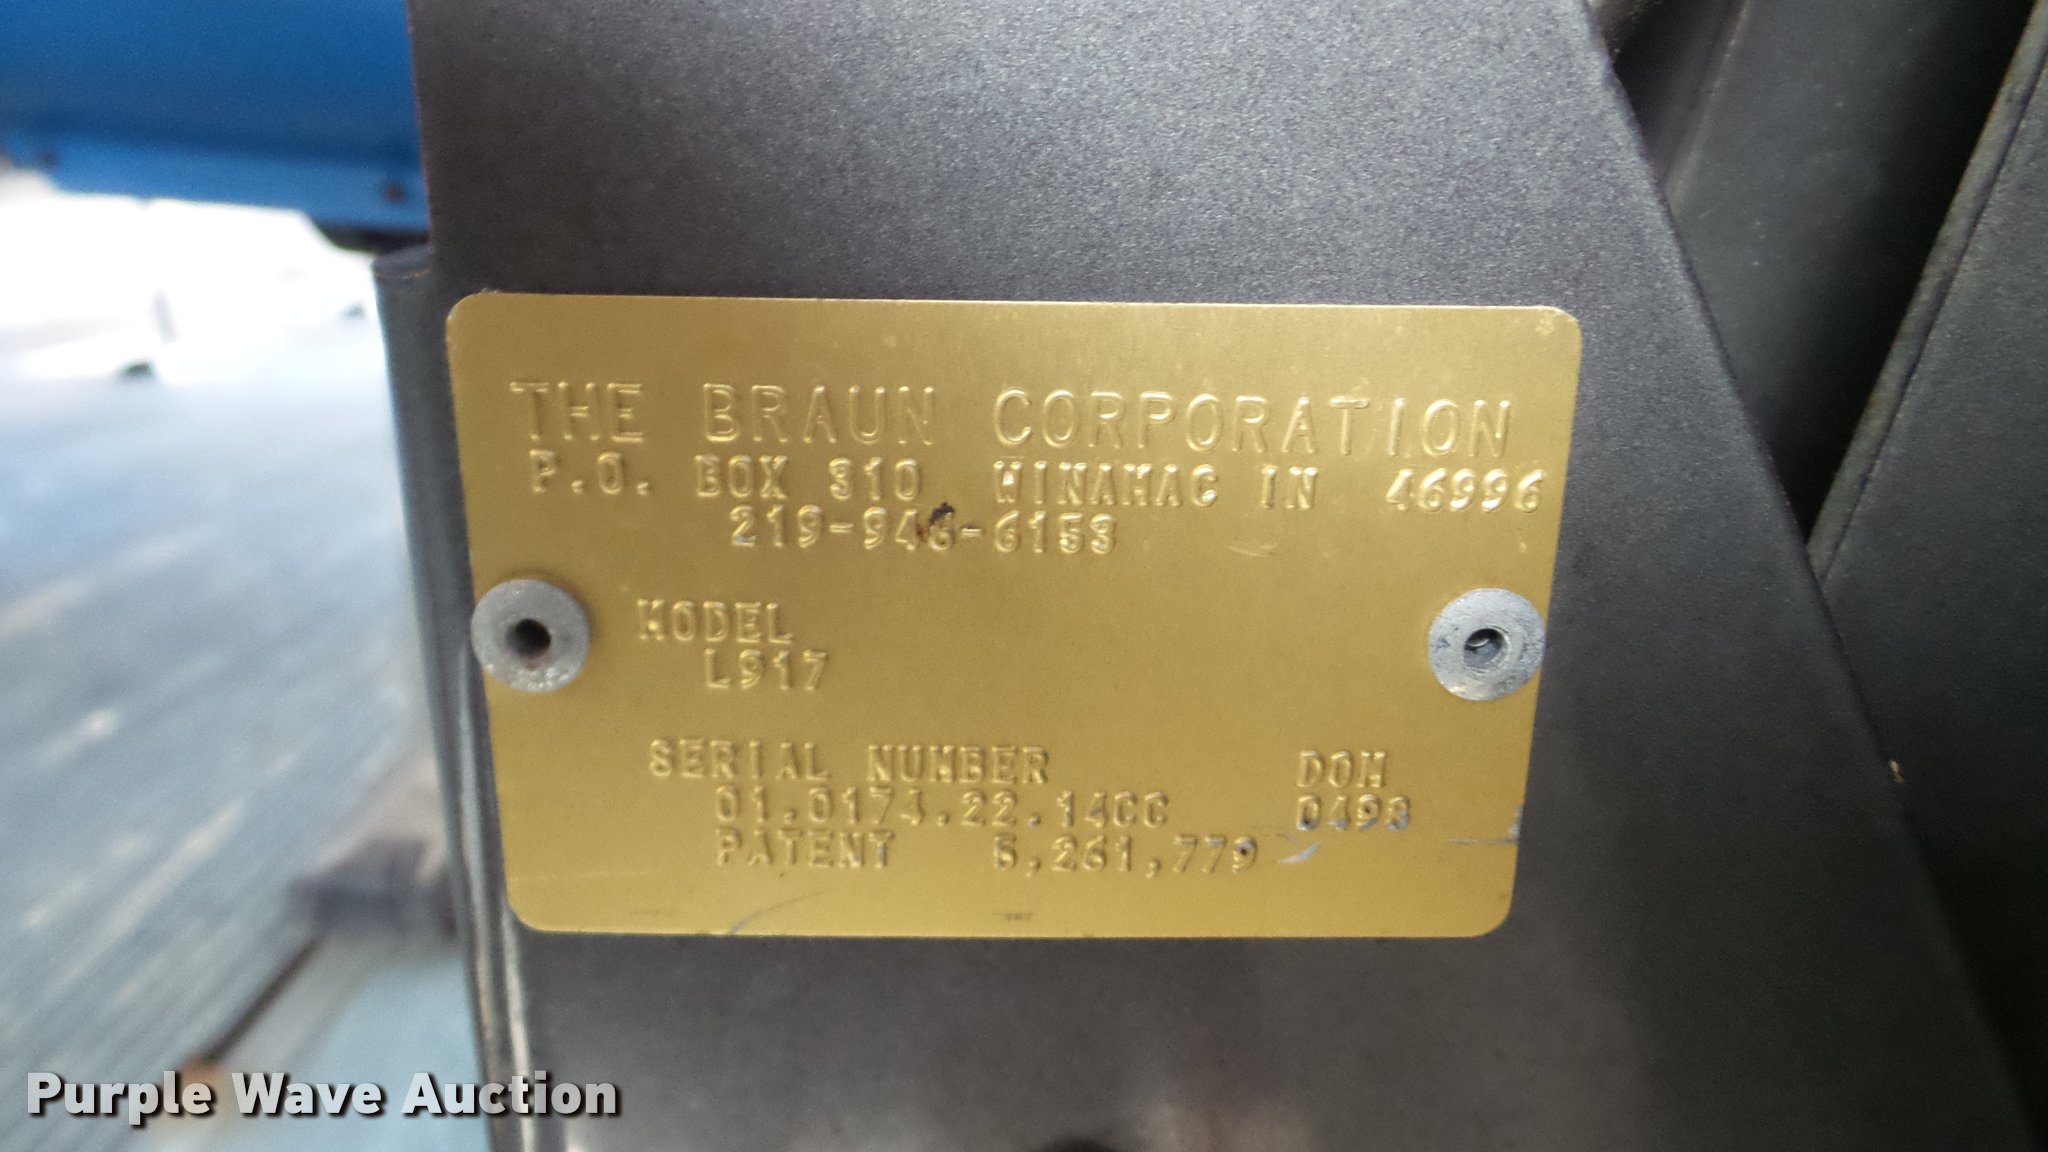 THE BRAUN CORPORATION
P.O. BOX 310 WINAMAC IN 46996
219-946-6153
MODEL
L917
SERIAL NUMBER DOM
01.0174.22.14CC 0498
PATENT 5,261,779
Purple Wave Auction